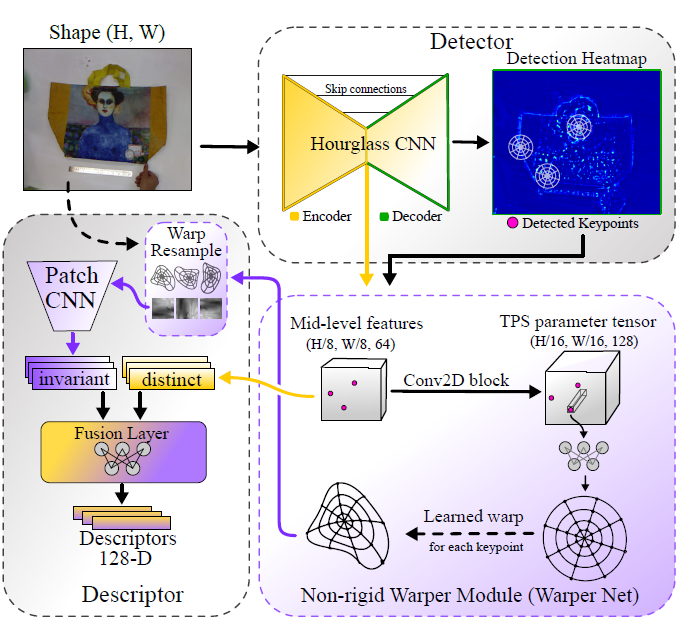 Shape (H, W)
Detector
Detection Heatmap
Skip connections
Hourglass CNN
Encoder
Decoder
Detected Keypoints
Warp
Resample
Patch
CNN
invariant
distinct
Fusion Layer
Descriptors
128-D
Descriptor
Mid-level features
(H/8, W/8, 64)
TPS parameter tensor
(H/16, W/16, 128)
Conv2D block
Learned warp
for each keypoint
Non-rigid Warper Module (Warper Net)